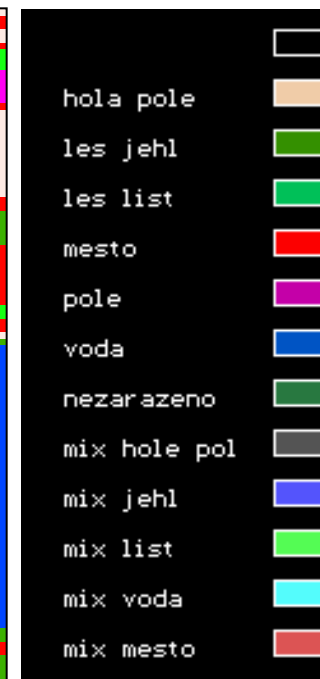 hola pole
les jehl
les list
mesto
pole
voda
nezarazeno
mix hole pol
mix jehl
mix list
mix voda
mix mesto